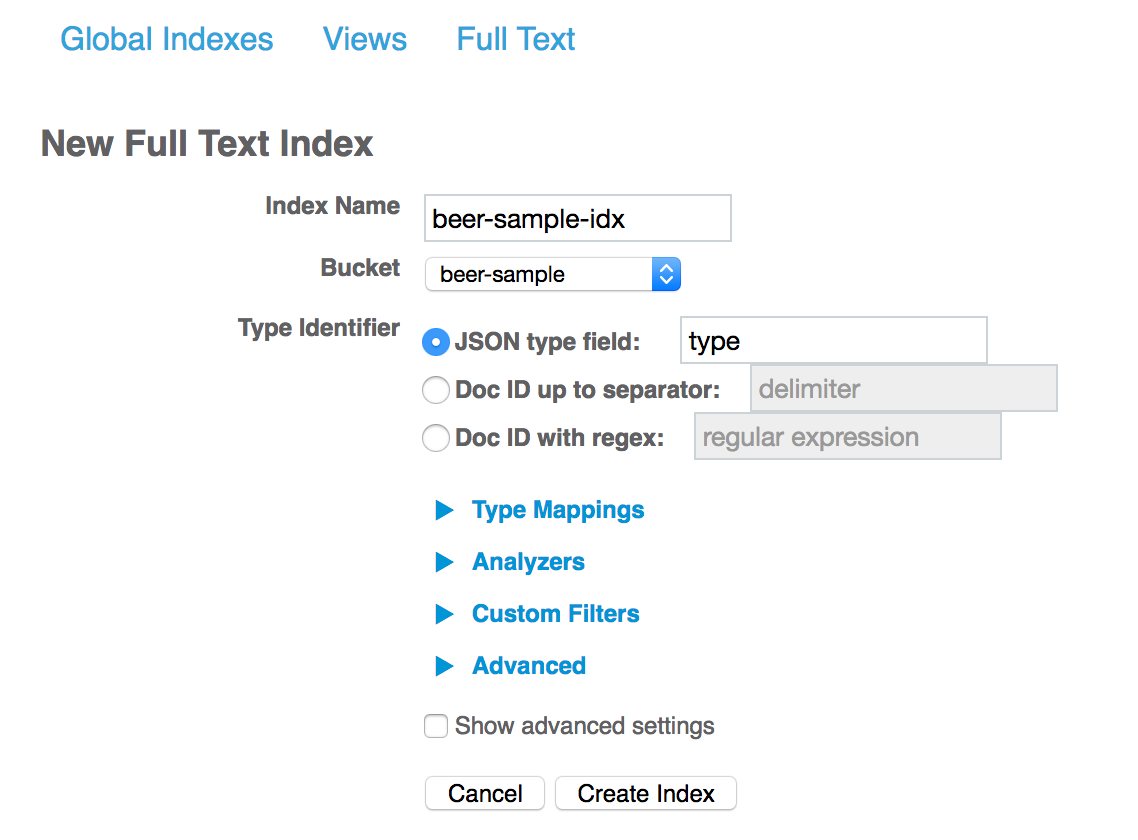 Global Indexes Views Full Text
New Full Text Index
Index Name beer-sample-idx
Bucket beer-sample
Type Identifier
JSON type field: type
Doc ID up to separator: delimiter
Doc ID with regex: regular expression
Type Mappings
Analyzers
Custom Filters
Advanced
Show advanced settings
Cancel Create Index